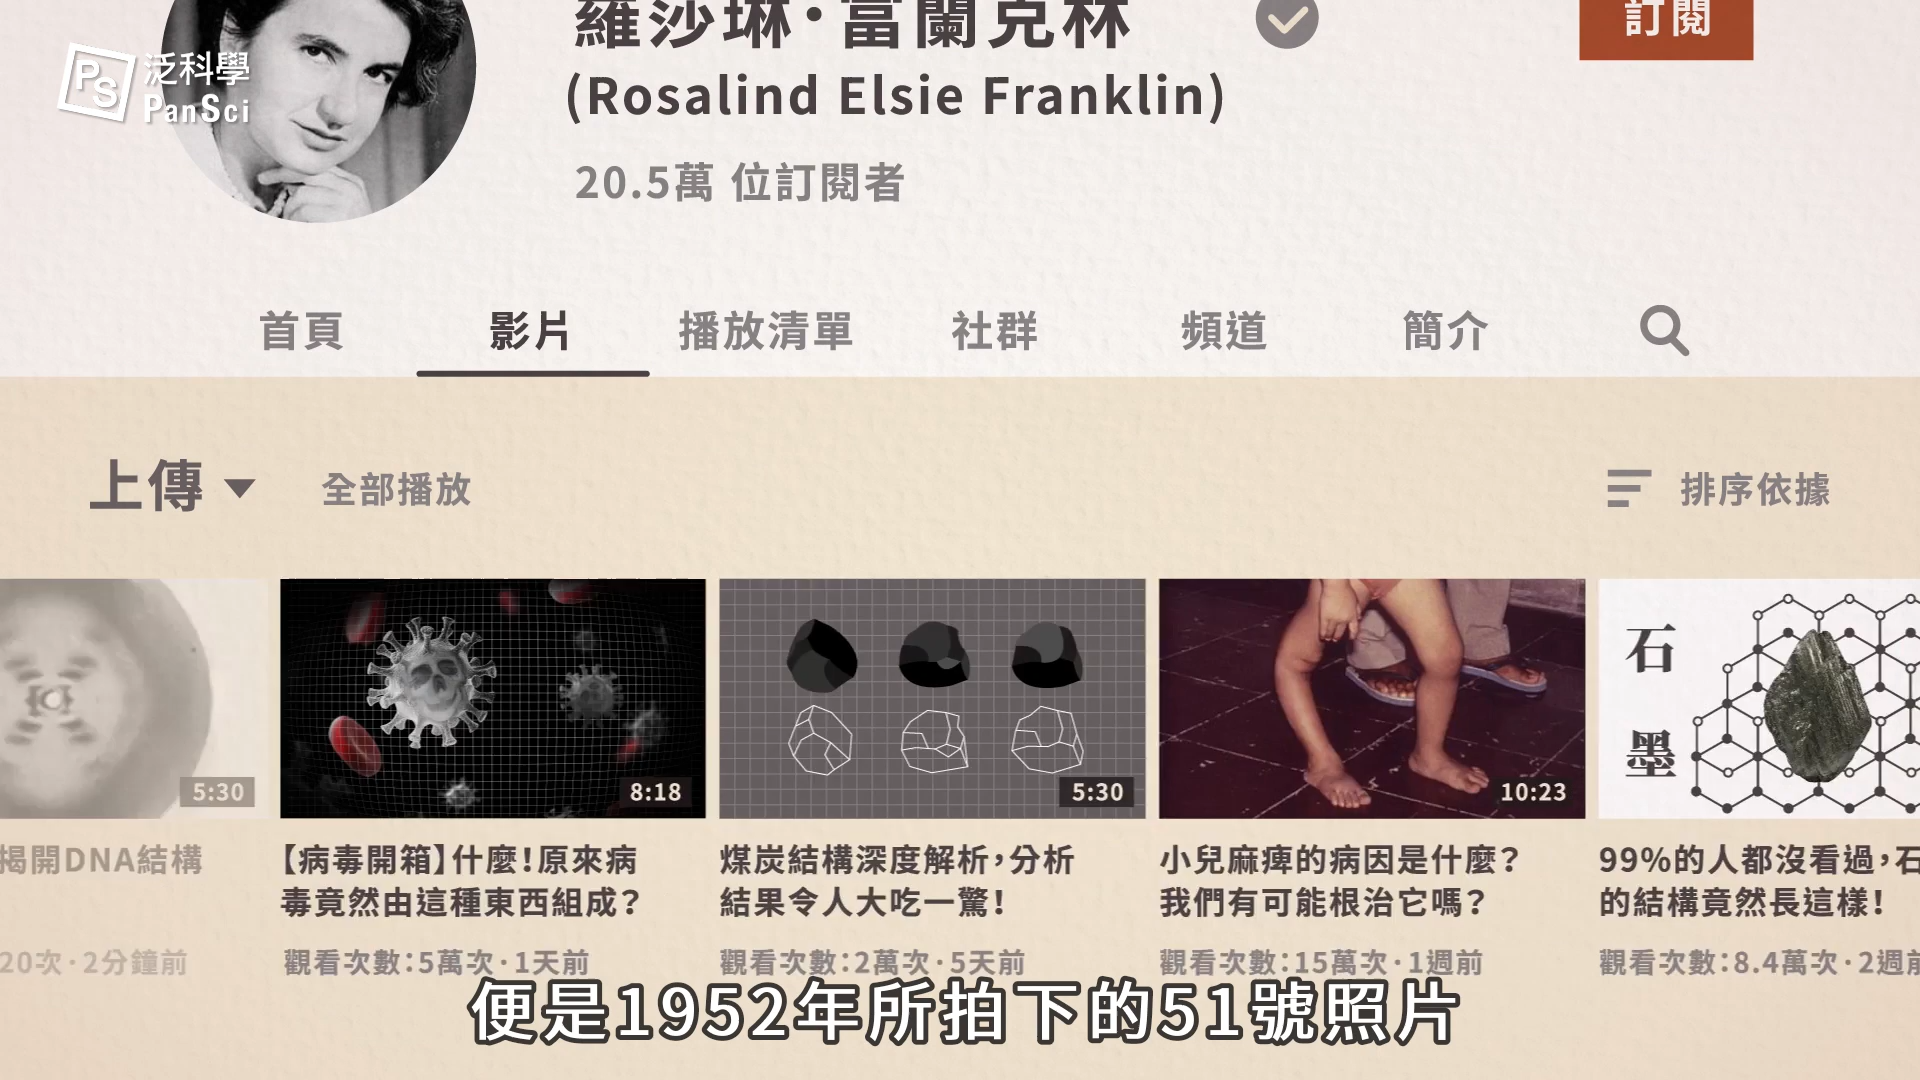 羅莎琳·富蘭克林
訂閱
PS 泛科學
PanSci
(Rosalind Elsie Franklin)
20.5萬 位訂閱者
首頁 影片 播放清單 社群 頻道 簡介
上傳 全部播放 排序依據
石
墨
5:30 8:18 5:30 10:23
揭開DNA結構
20次·2分鐘前
【病毒開箱】什麼！原來病
毒竟然由這種東西組成？
觀看次數：5萬次·1天前
煤炭結構深度解析，分析
結果令人大吃一驚！
觀看次數：2萬次·5天前
小兒麻痺的病因是什麼？
我們有可能根治它嗎？
觀看次數：15萬次·1週前
99%的人都沒看過，石
的結構竟然長這樣！
觀看次數：8.4萬次·2週前
便是1952年所拍下的51號照片